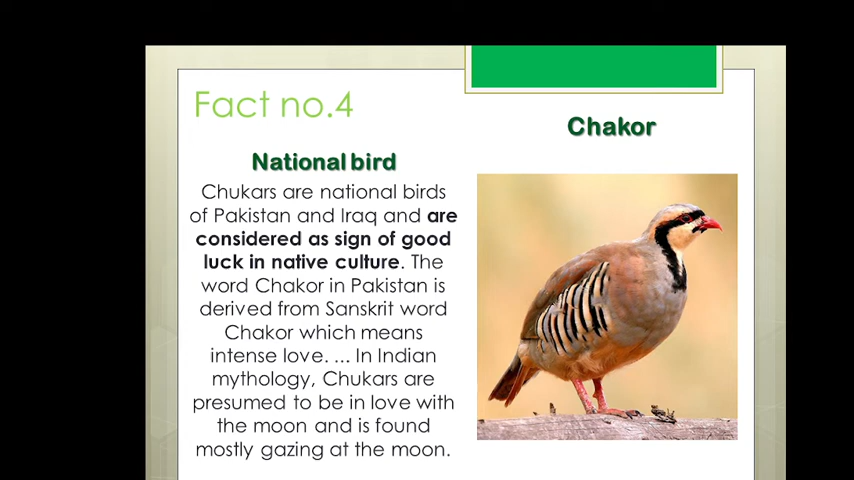 Fact no.4
Chakor
National bird
Chukars are national birds
of Pakistan and Iraq and are
considered as sign of good
luck in native culture. The
word Chakor in Pakistan is
derived from Sanskrit word
Chakor which means
intense love. ... In Indian
mythology, Chukars are
presumed to be in love with
the moon and is found
mostly gazing at the moon.